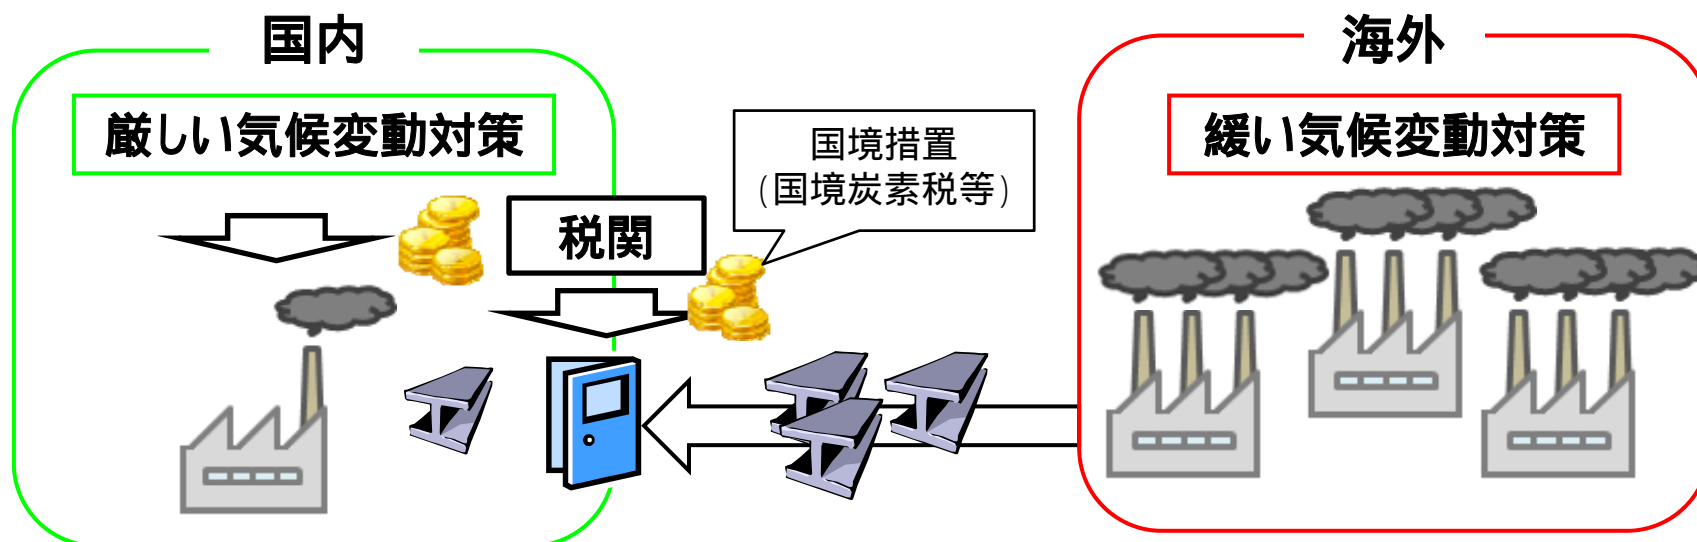 国内
厳しい気候変動対策
税関
国境措置
(国境炭素税等)
海外
緩い気候変動対策